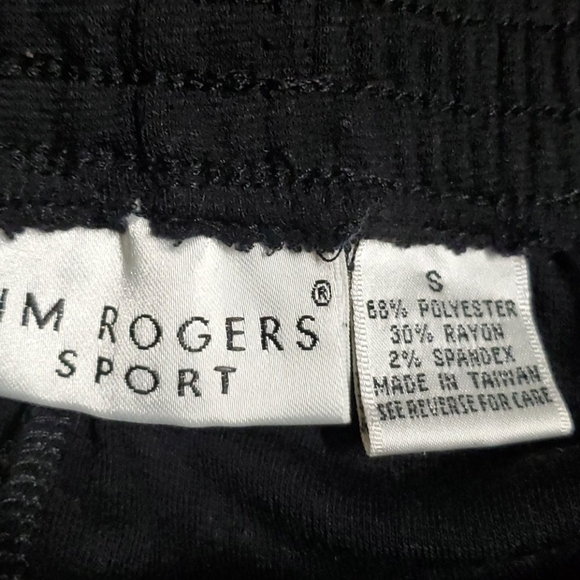 ROGERS®
SPORT
S
68% POLYESTER
30% RAYON
2% SPANDEX
MADE IN TAIWAN
SEE REVERSE FOR CARE